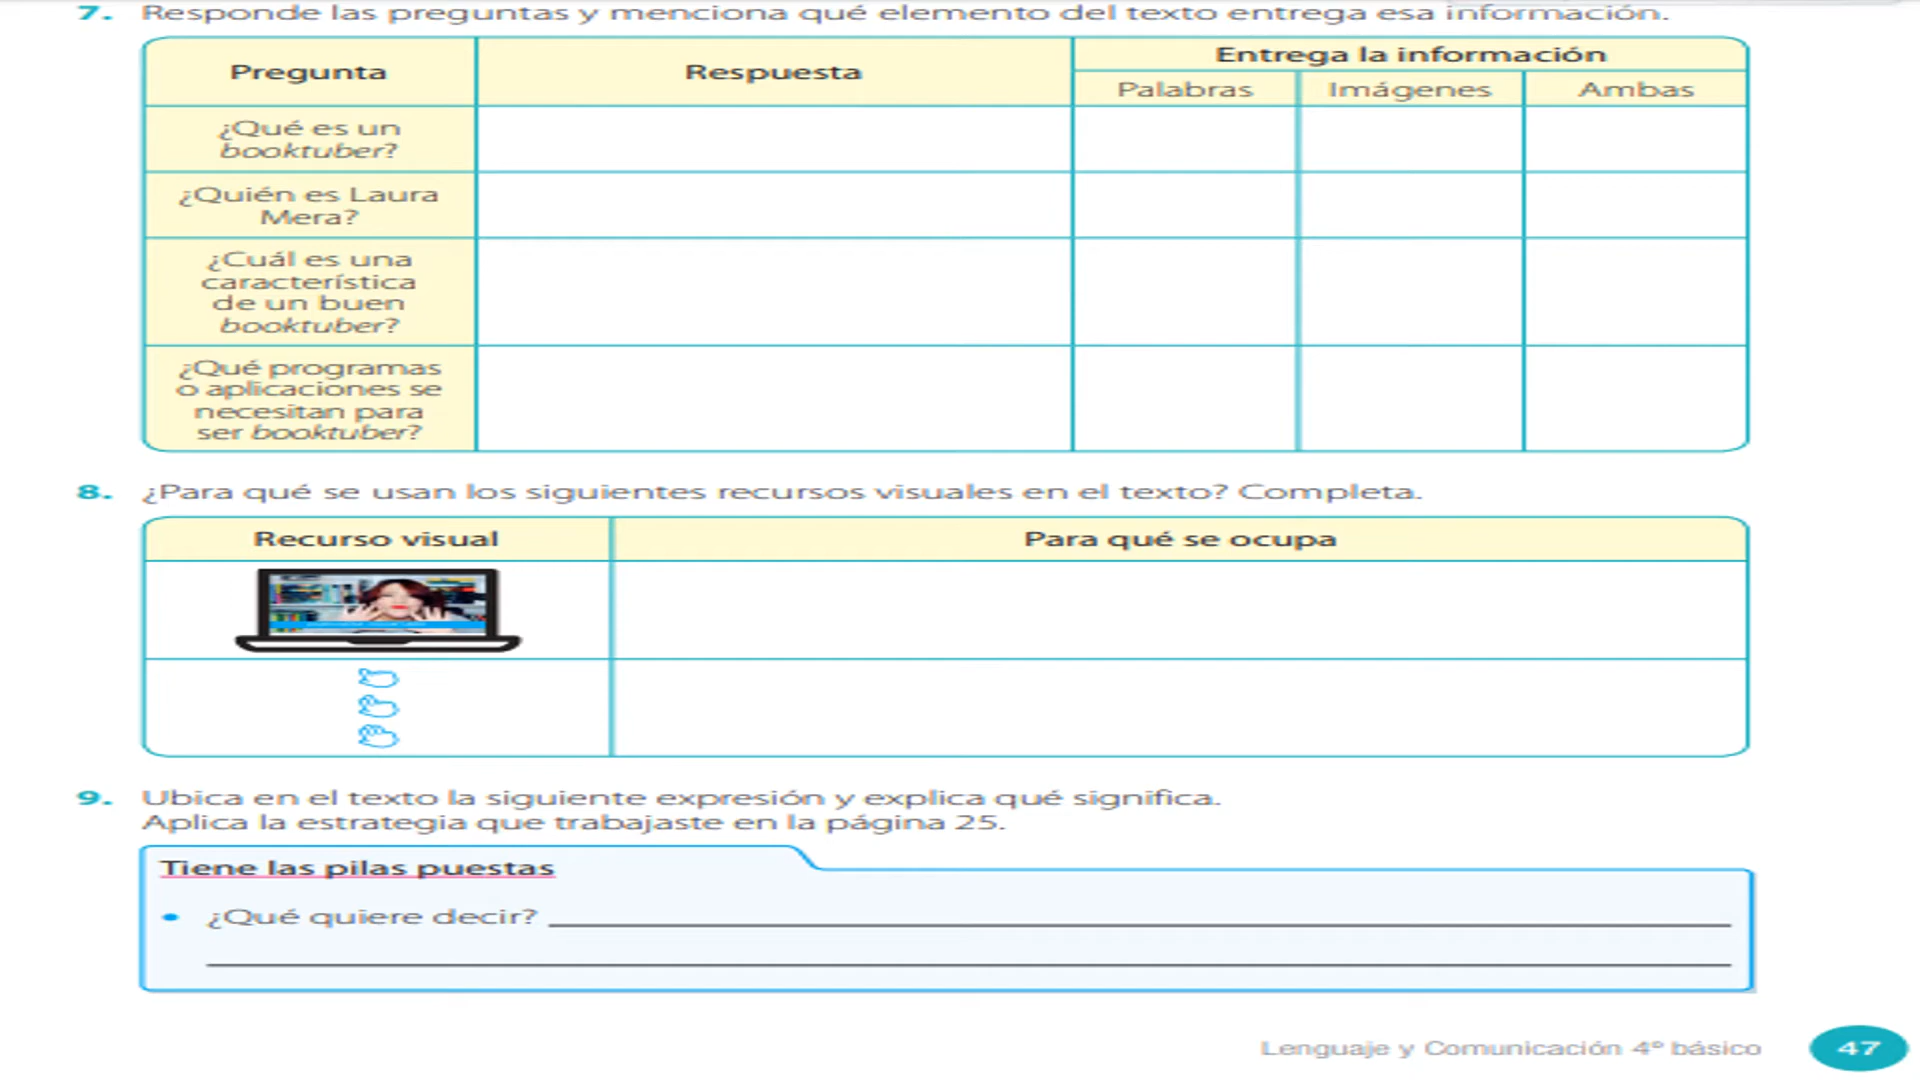 7. Responde las preguntas y menciona qué elemento del texto entrega esa información.
Pregunta
Respuesta
Entrega la información
Palabras
Imágenes
Ambas
¿Qué es un
booktuber?
¿Quién es Laura
Mera?
¿Cuál es una
característica
de un buen
booktuber?
¿Qué programas
o aplicaciones se
necesitan para
ser booktuber?
8. ¿Para qué se usan los siguientes recursos visuales en el texto? Completa.
Recurso visual
Para qué se ocupa
9. Ubica en el texto la siguiente expresión y explica qué significa.
Aplica la estrategia que trabajaste en la página 25.
Tiene las pilas puestas
• ¿Qué quiere decir?
Lenguaje y Comunicación 4º básico
47